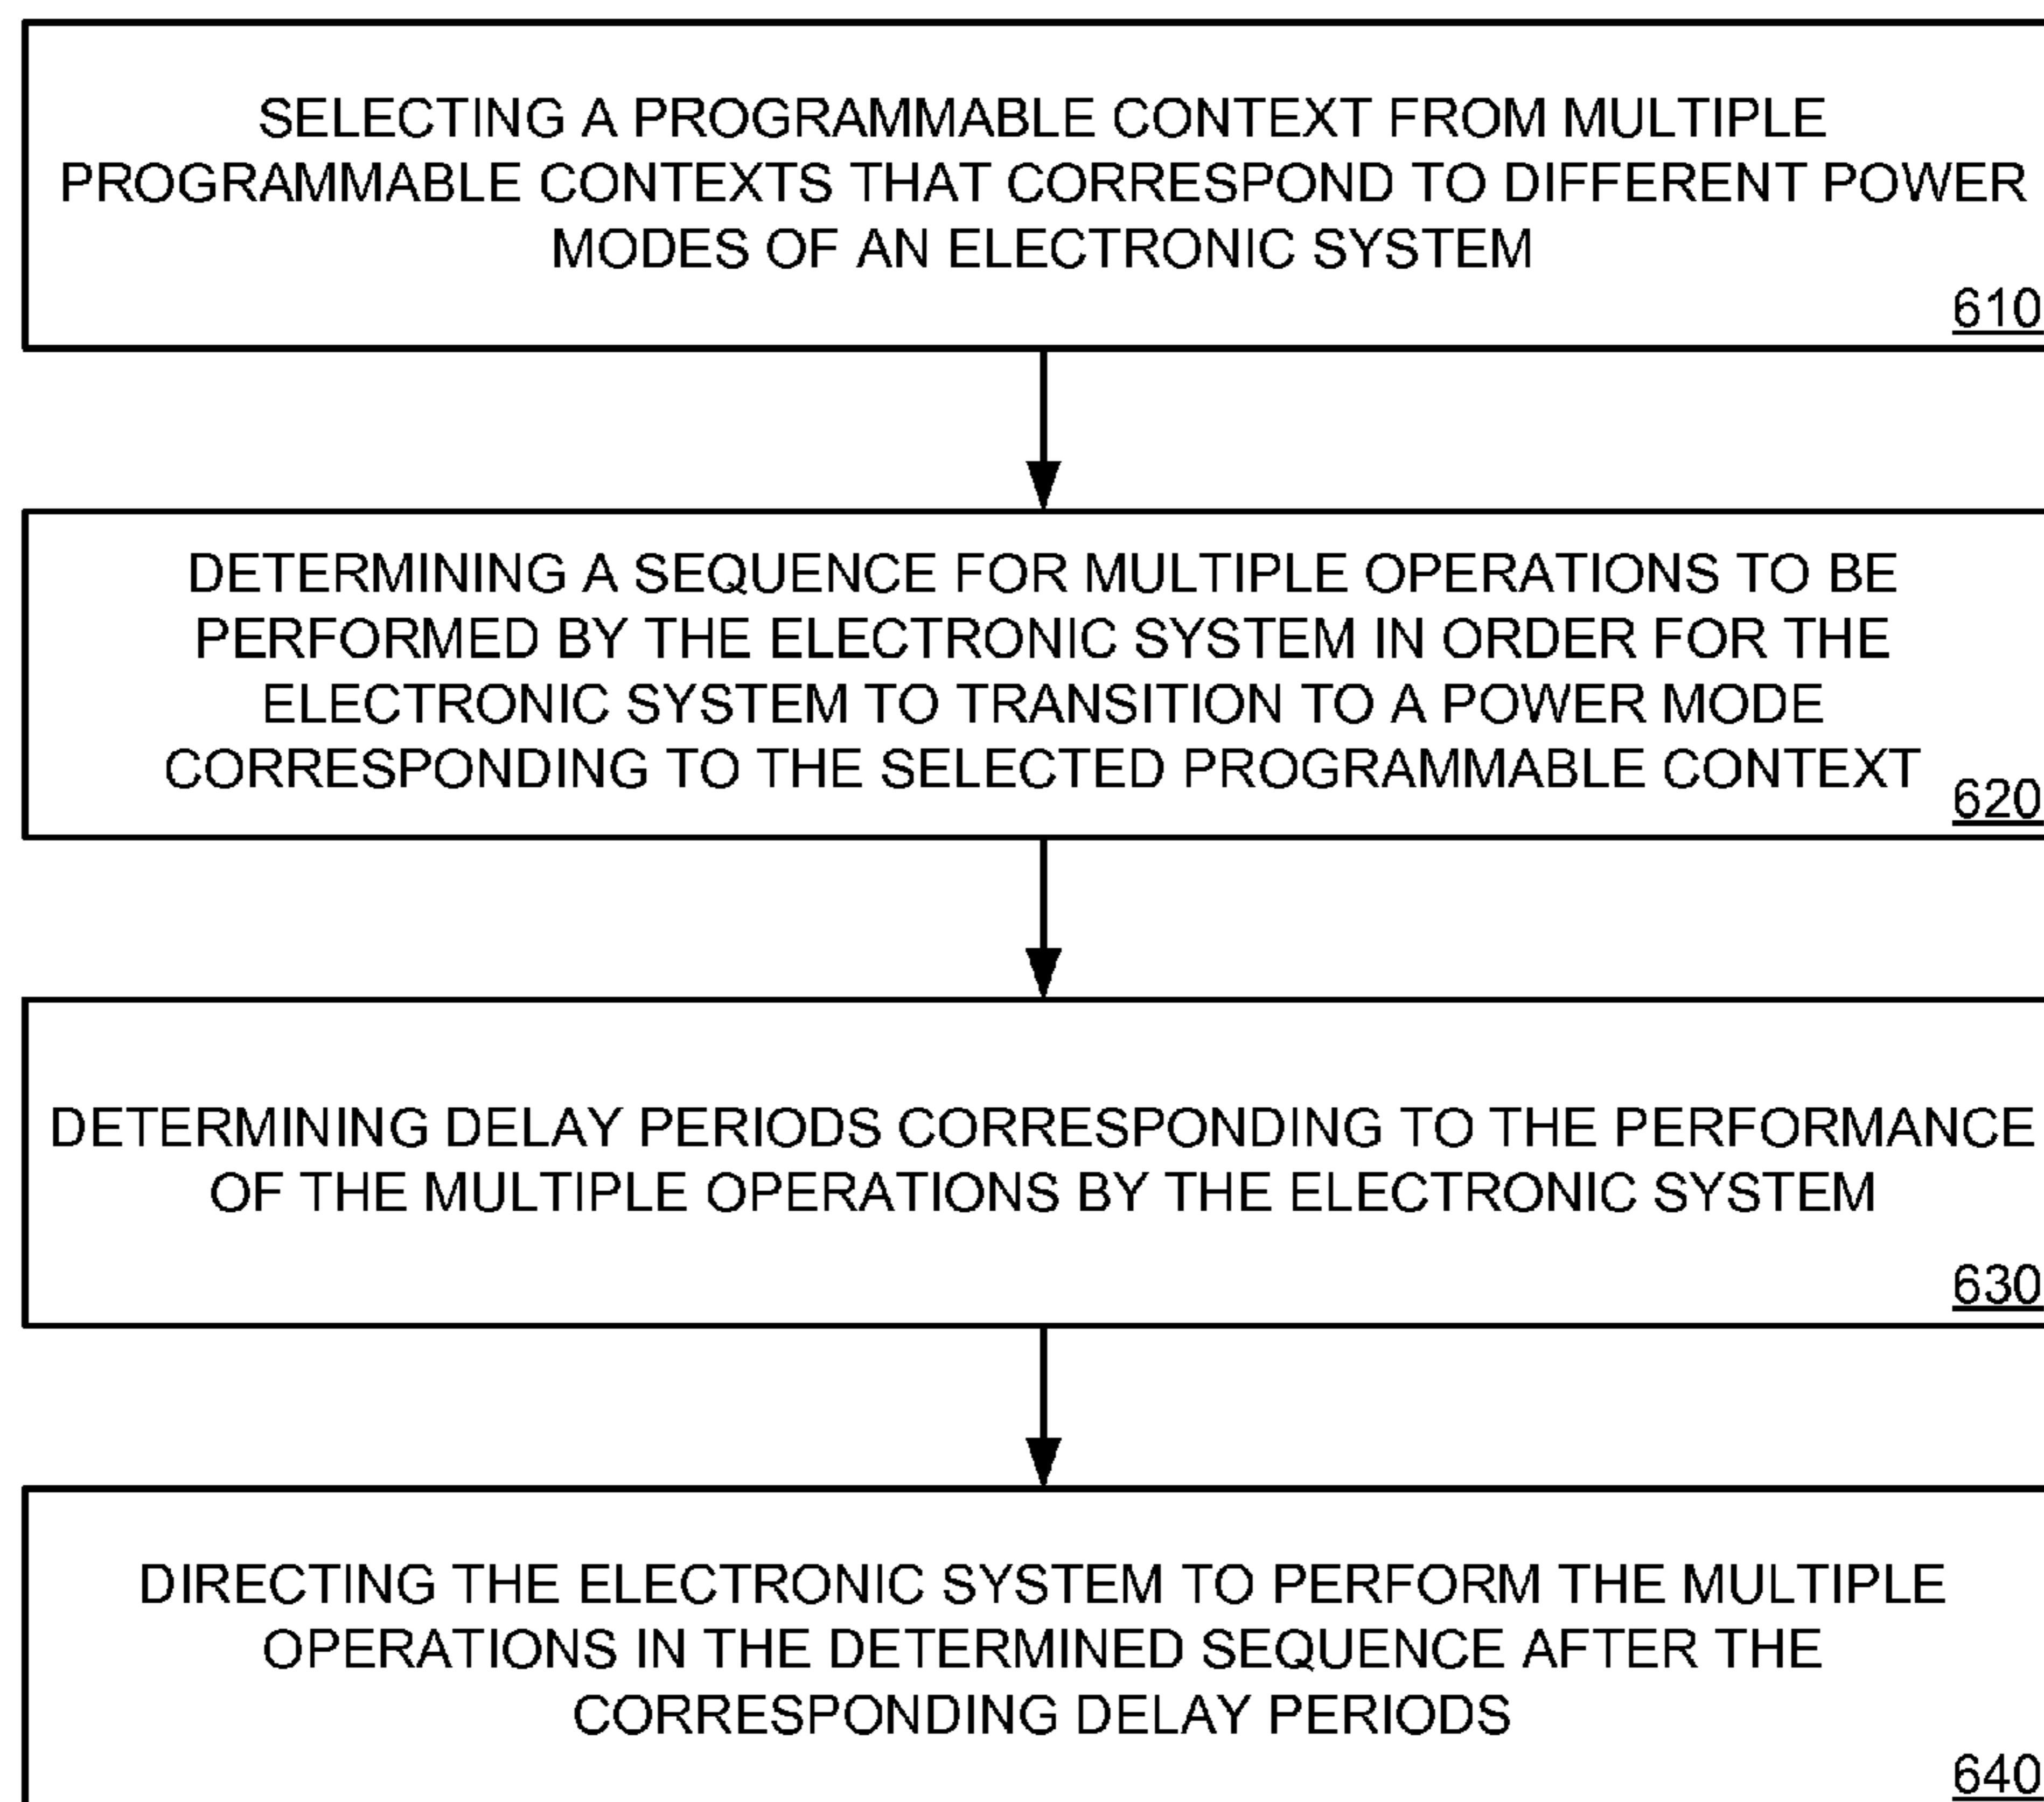 SELECTING A PROGRAMMABLE CONTEXT FROM MULTIPLE
PROGRAMMABLE CONTEXTS THAT CORRESPOND TO DIFFERENT POWER
MODES OF AN ELECTRONIC SYSTEM
610
DETERMINING A SEQUENCE FOR MULTIPLE OPERATIONS TO BE
PERFORMED BY THE ELECTRONIC SYSTEM IN ORDER FOR THE
ELECTRONIC SYSTEM TO TRANSITION TO A POWER MODE
CORRESPONDING TO THE SELECTED PROGRAMMABLE CONTEXT
620
DETERMINING DELAY PERIODS CORRESPONDING TO THE PERFORMANCE
OF THE MULTIPLE OPERATIONS BY THE ELECTRONIC SYSTEM
630
DIRECTING THE ELECTRONIC SYSTEM TO PERFORM THE MULTIPLE
OPERATIONS IN THE DETERMINED SEQUENCE AFTER THE
CORRESPONDING DELAY PERIODS
640